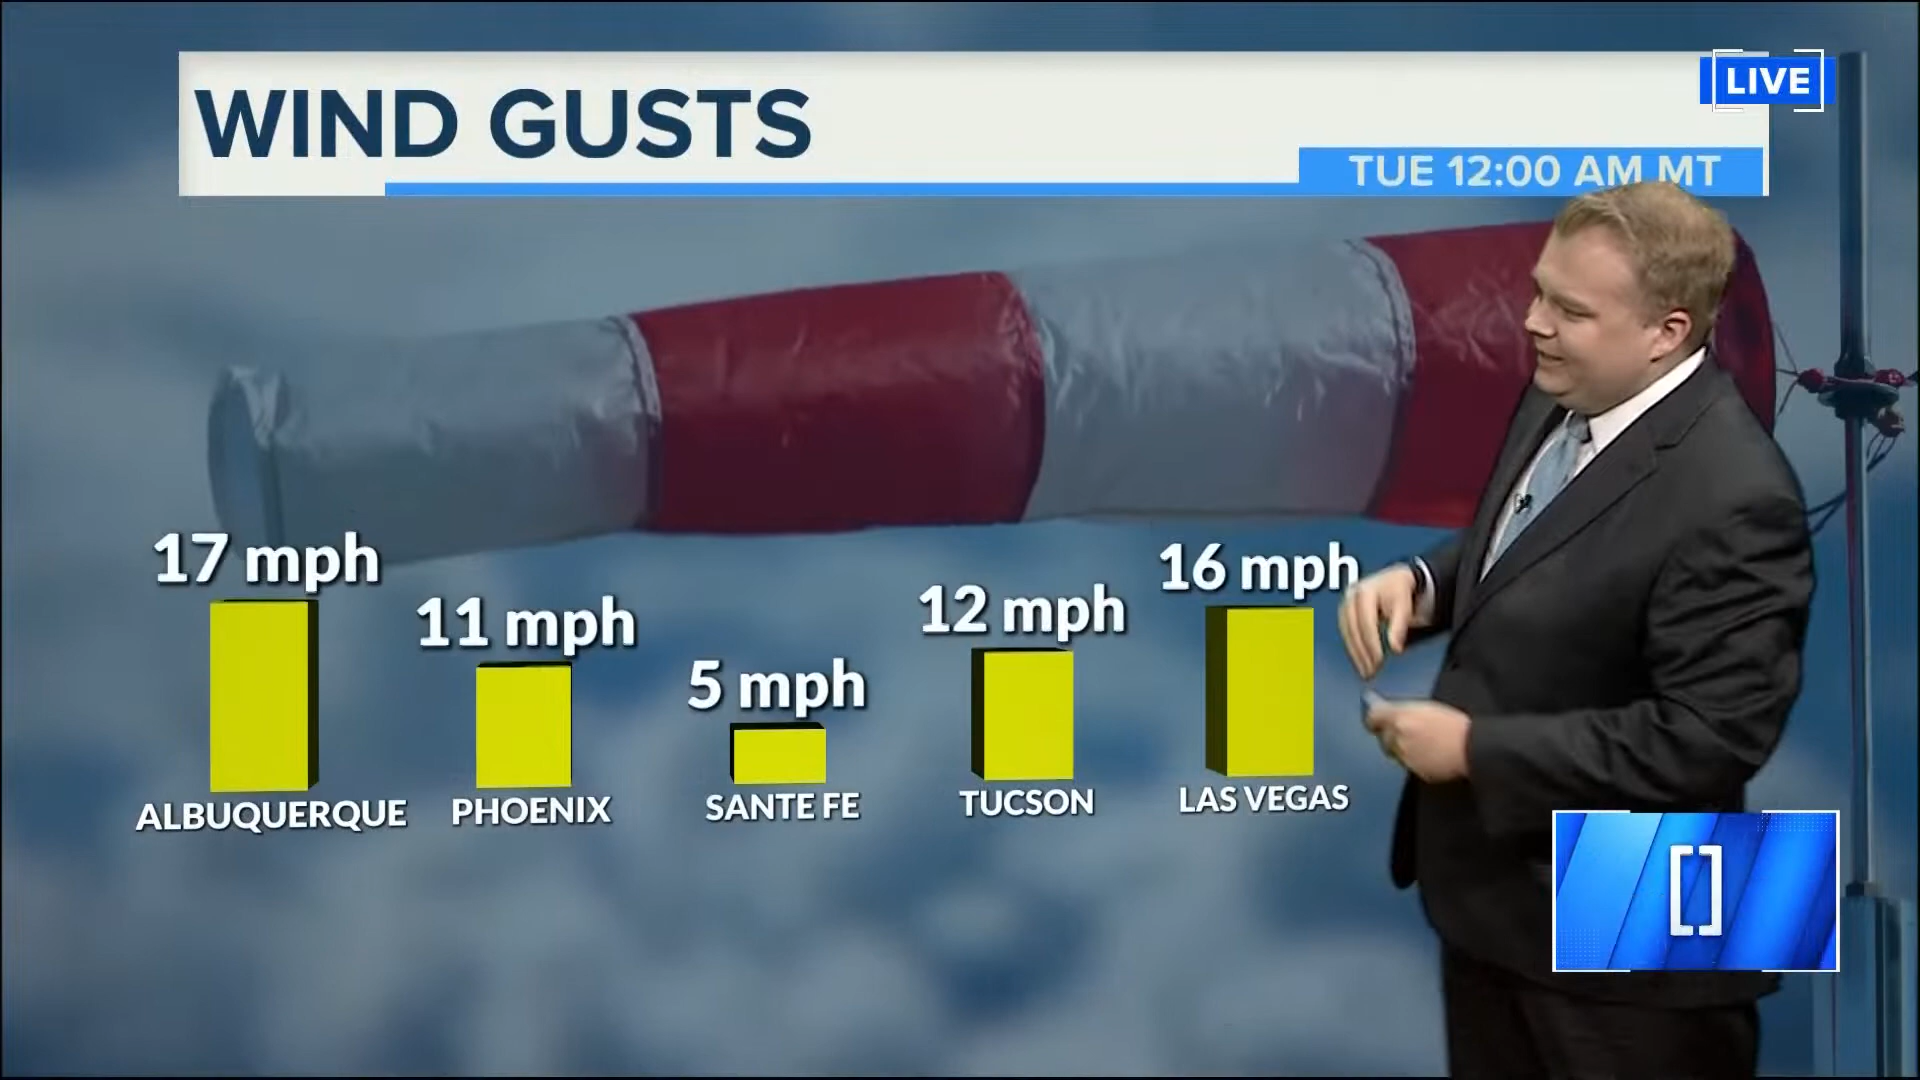 WIND GUSTS
LIVE
TUE 12:00 AM MT
17 mph
11 mph
5 mph
12 mph
16 mph
ALBUQUERQUE
PHOENIX
SANTE FE
TUCSON
LAS VEGAS
[]